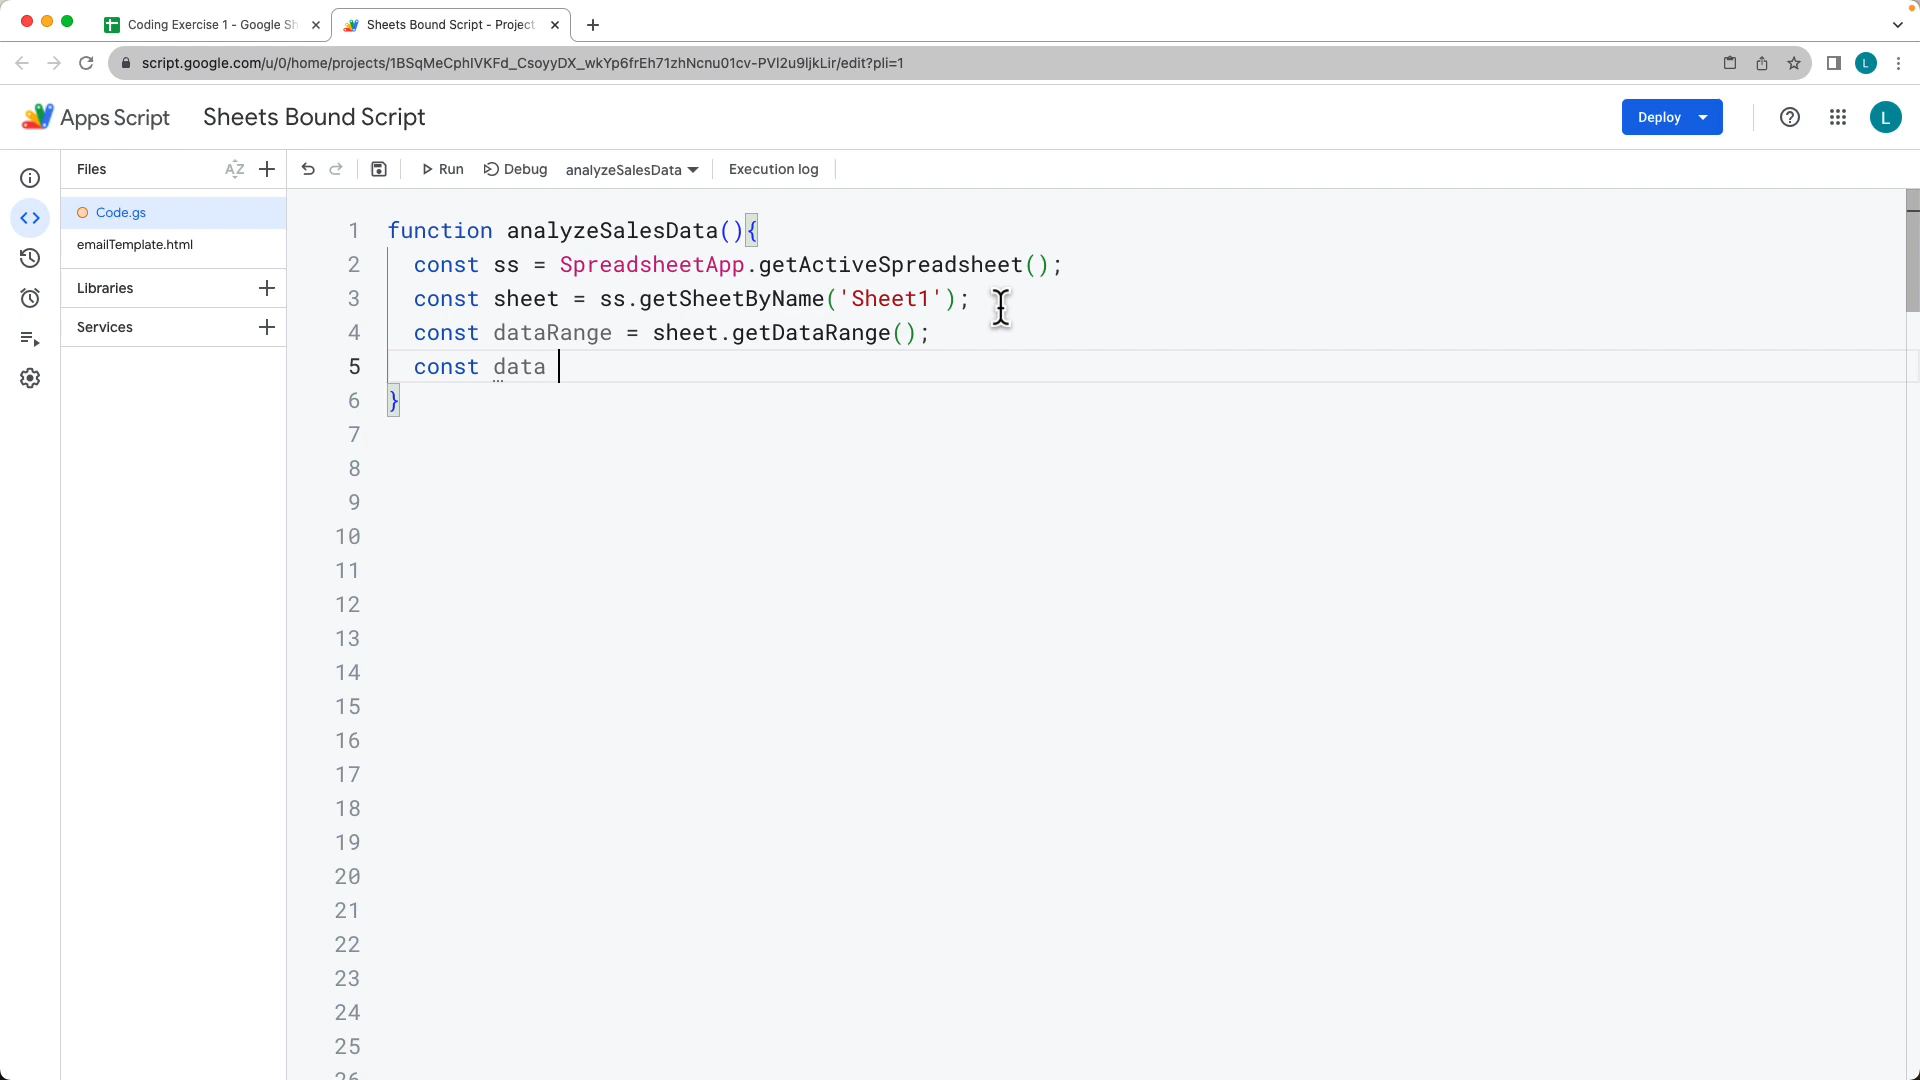 Coding Exercise 1 - Google Sh
Sheets Bound Script - Project
script.google.com/u/0/home/projects/1BSqMeCphIVKFd_CsoyyDX_wkYp6frEh71zhNcnu01cv-PVI2u9ljkLir/edit?pli=1
L
Apps Script
Sheets Bound Script
Deploy
L
Files
AZ
Run
Debug
analyzeSalesData
Execution log
Code.gs
emailTemplate.html
Libraries
Services
1 function analyzeSalesData(){
2 const ss = SpreadsheetApp.getActiveSpreadsheet();
3 const sheet = ss.getSheetByName('Sheet1');
4 const dataRange = sheet.getDataRange();
5 const data
6 }
7
8
9
10
11
12
13
14
15
16
17
18
19
20
21
22
23
24
25
26